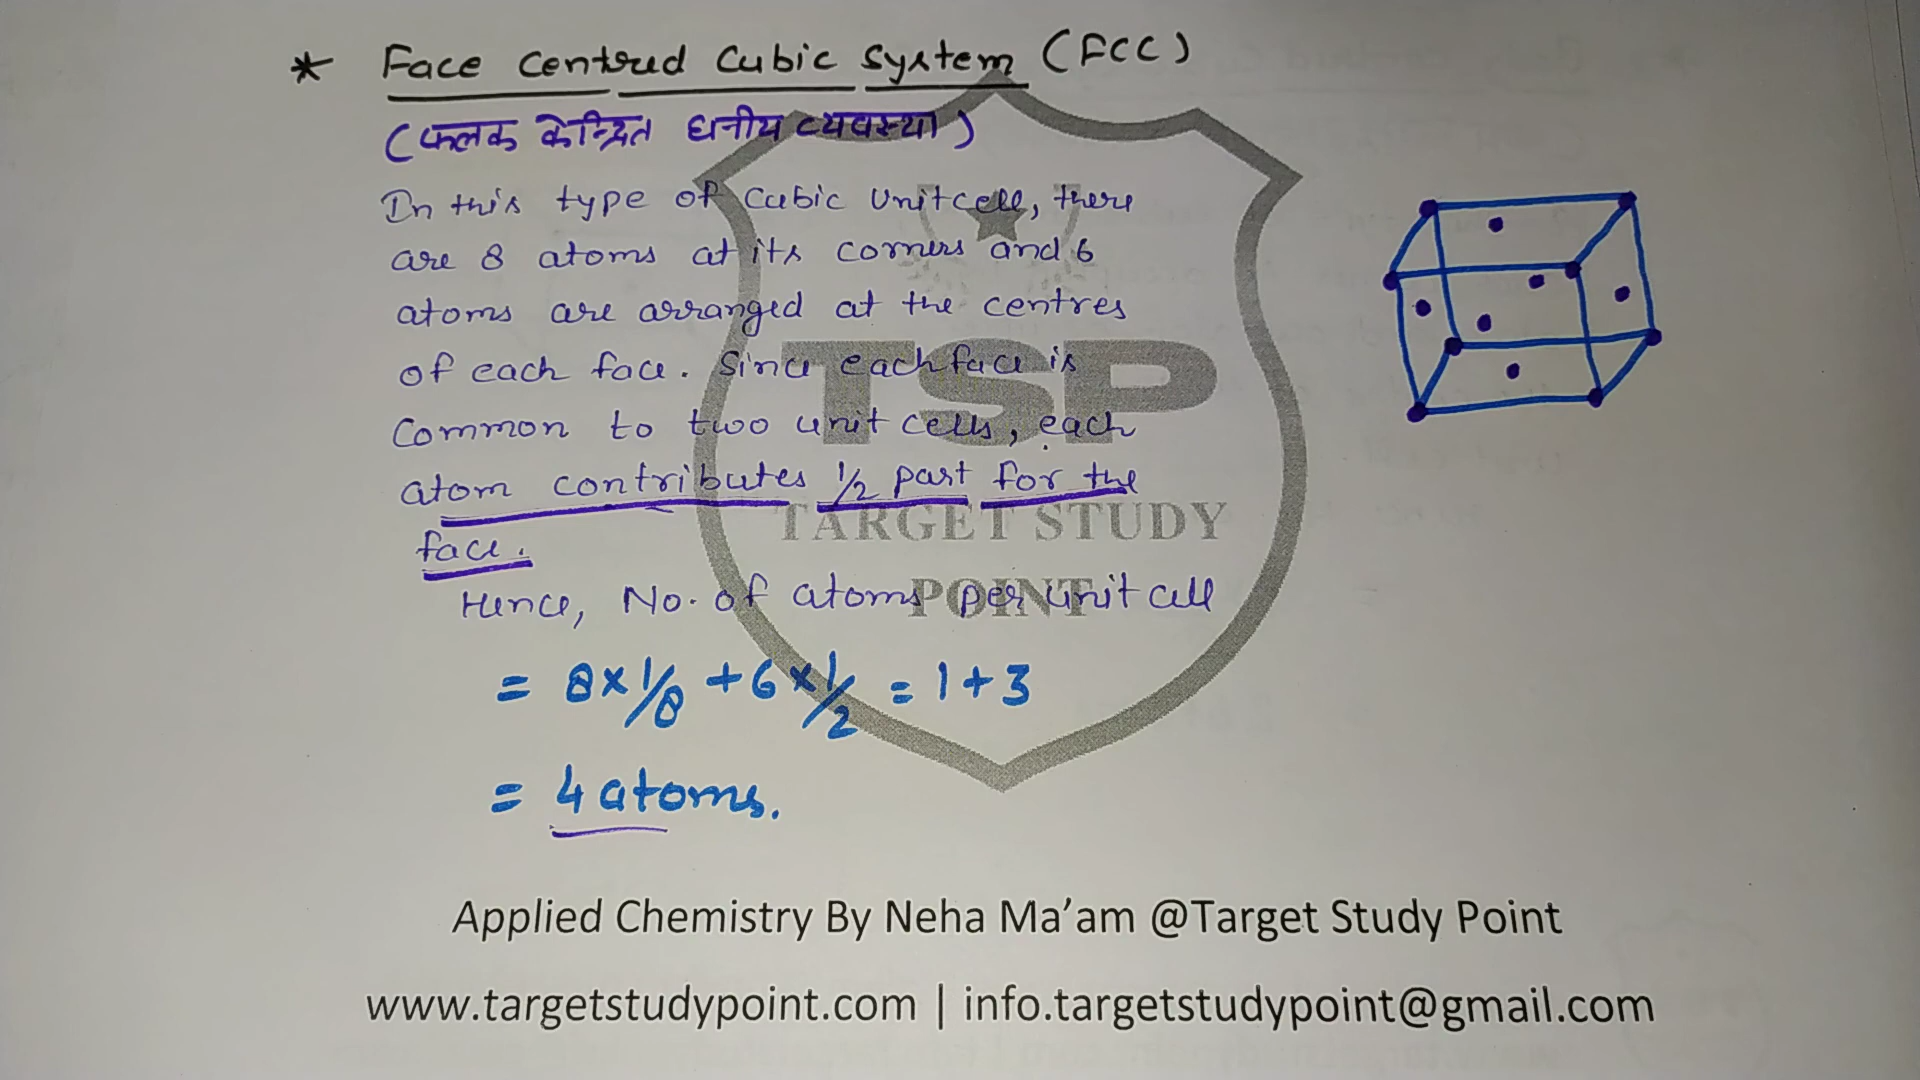 * Face Centred Cubic System (FCC)
(फलक केन्द्रित घनीय व्यवस्था)
In this type of Cubic Unitcell, there
are 8 atoms at its corners and 6
atoms are arranged at the centres
of each face. Since each face is
Common to two unit cells, each
atom contributes 1/2 part for the
face.
Hence, No. of atoms per unit cell
= 8×1/8 + 6×1/2 = 1+3
= 4 atoms.
TSP
TARGET STUDY
POINT
Applied Chemistry By Neha Ma'am @Target Study Point
www.targetstudypoint.com | info.targetstudypoint@gmail.com